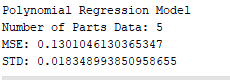 Polynomial Regression Model
Number of Parts Data: 5
MSE: 0.1301046130365347
STD: 0.018348993850958655